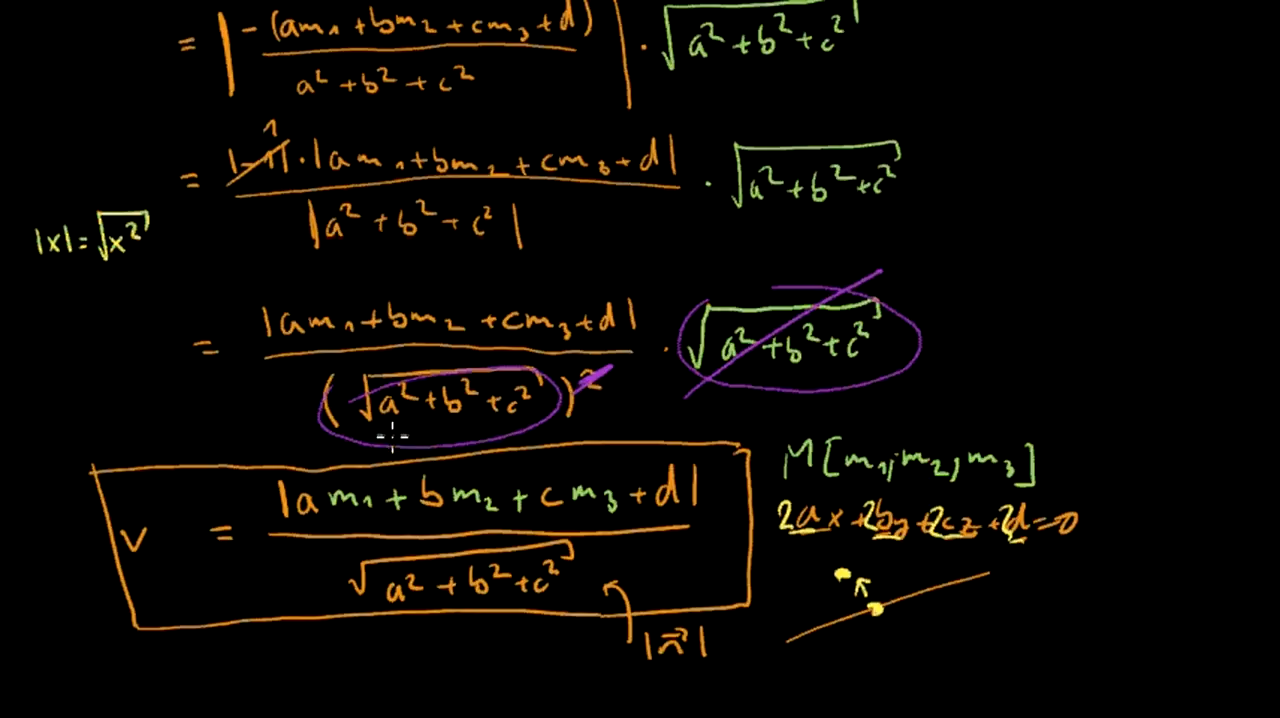 = |-(am₁+bm₂+cm₃+d) / a²+b²+c²| · √(a²+b²+c²)
= |-1|·|am₁+bm₂+cm₃+d| / |a²+b²+c²| · √(a²+b²+c²)
1
|x|=√(x²)
= |am₁+bm₂+cm₃+d| / (√(a²+b²+c²))² · √(a²+b²+c²)
v = |am₁+bm₂+cm₃+d| / √(a²+b²+c²)
M[m₁;m₂,m₃]
2ax+2by+2cz+2d=0
|n⃗|